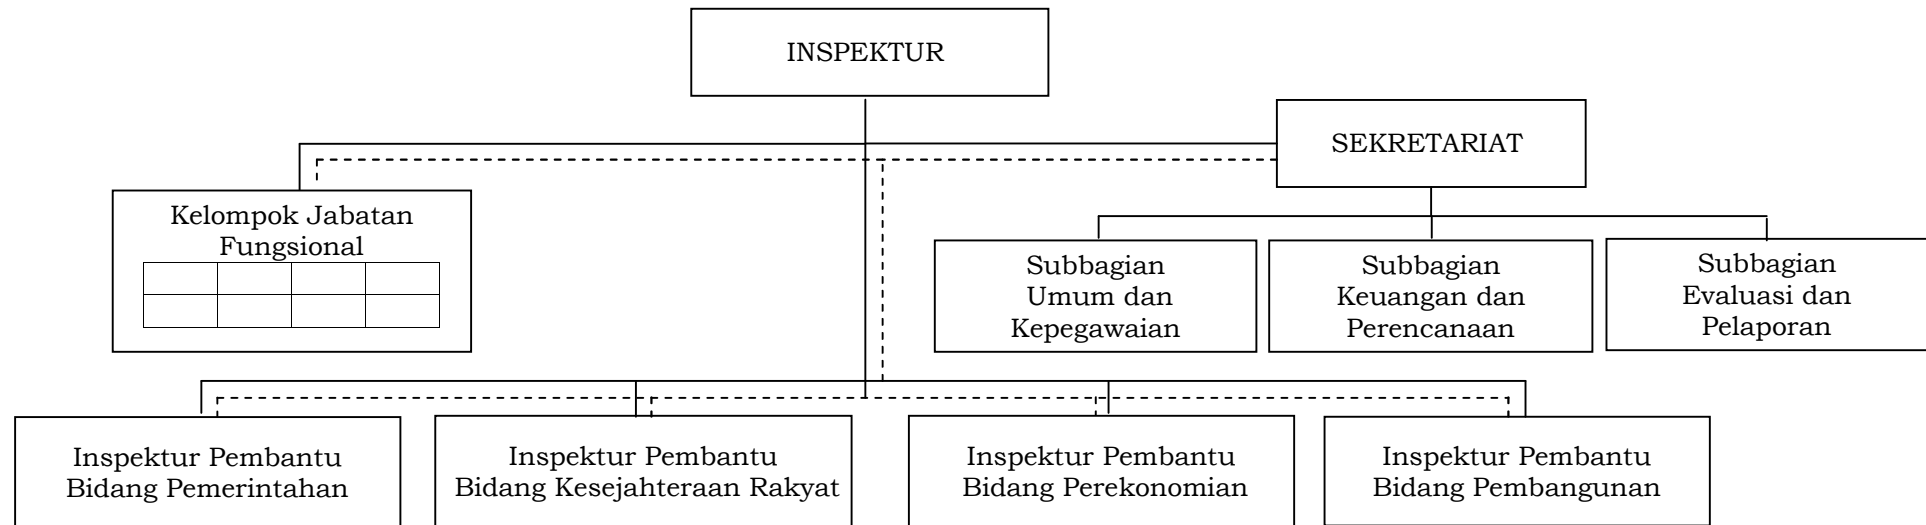 INSPEKTUR
SEKRETARIAT
Kelompok Jabatan
Fungsional
Subbagian
Umum dan
Kepegawaian
Subbagian
Keuangan dan
Perencanaan
Subbagian
Evaluasi dan
Pelaporan
Inspektur Pembantu
Bidang Pemerintahan
Inspektur Pembantu
Bidang Kesejahteraan Rakyat
Inspektur Pembantu
Bidang Perekonomian
Inspektur Pembantu
Bidang Pembangunan